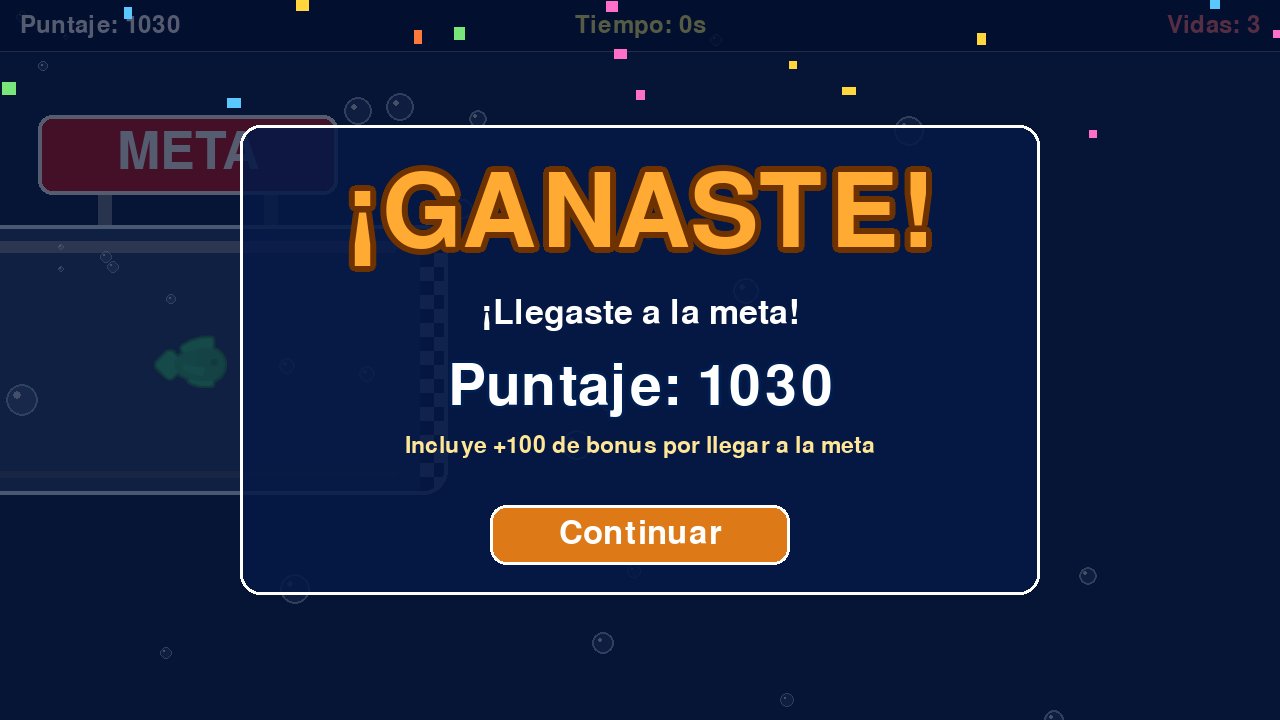 Puntaje: 1030
Tiempo: 0s
Vidas: 3
META
¡GANASTE!
¡Llegaste a la meta!
Puntaje: 1030
Incluye +100 de bonus por llegar a la meta
Continuar